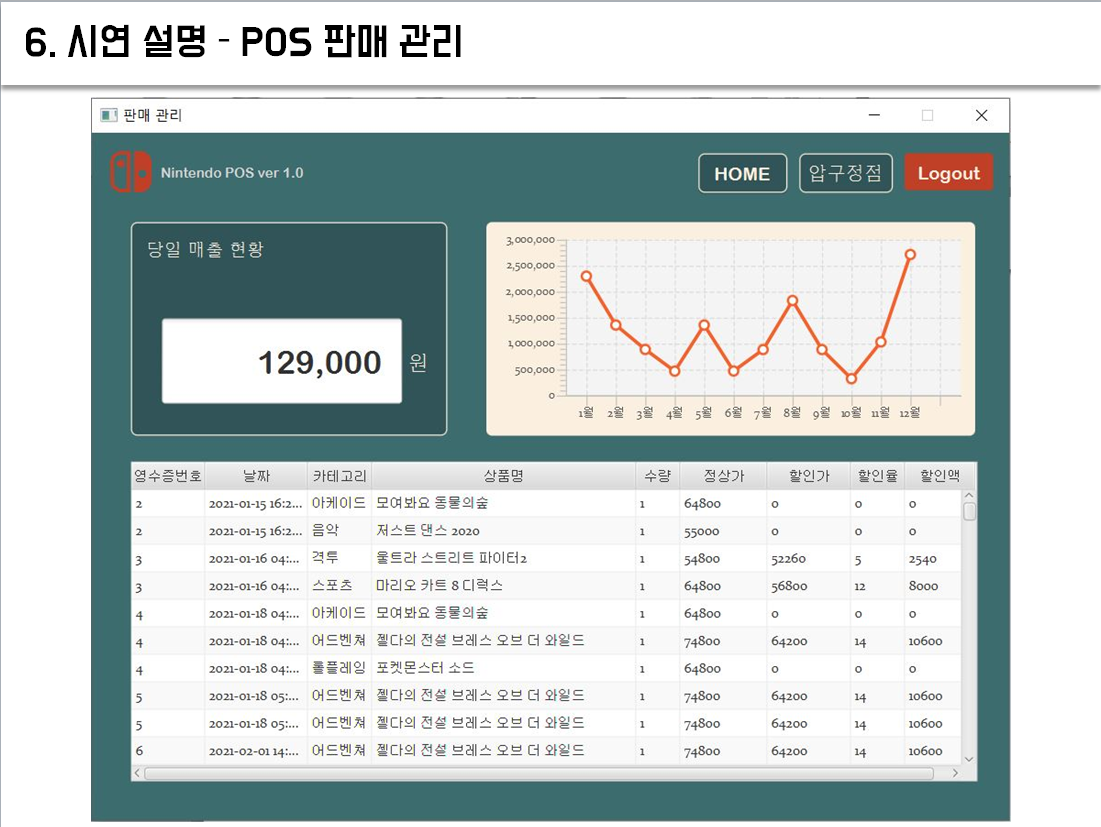 6. 시연 설명 - POS 판매 관리
판매 관리
Nintendo POS ver 1.0
HOME
압구정점
Logout
당일 매출 현황
129,000 원
3,000,000
2,500,000
2,000,000
1,500,000
1,000,000
500,000
0
1월 2월 3월 4월 5월 6월 7월 8월 9월 10월 11월 12월
영수증번호 날짜 카테고리 상품명 수량 정상가 할인가 할인율 할인액
2 2021-01-15 16:2... 아케이드 모여봐요 동물의숲 1 64800 0 0 0
2 2021-01-15 16:2... 음악 저스트 댄스 2020 1 55000 0 0 0
3 2021-01-16 04:... 격투 울트라 스트리트 파이터2 1 54800 52260 5 2540
3 2021-01-16 04:... 스포츠 마리오 카트 8 디럭스 1 64800 56800 12 8000
4 2021-01-18 04:... 아케이드 모여봐요 동물의숲 1 64800 0 0 0
4 2021-01-18 04:... 어드벤쳐 젤다의 전설 브레스 오브 더 와일드 1 74800 64200 14 10600
4 2021-01-18 04:... 롤플레잉 포켓몬스터 소드 1 64800 0 0 0
5 2021-01-18 05:... 어드벤쳐 젤다의 전설 브레스 오브 더 와일드 1 74800 64200 14 10600
5 2021-01-18 05:... 어드벤쳐 젤다의 전설 브레스 오브 더 와일드 1 74800 64200 14 10600
6 2021-02-01 14:... 어드벤쳐 젤다의 전설 브레스 오브 더 와일드 1 74800 64200 14 10600